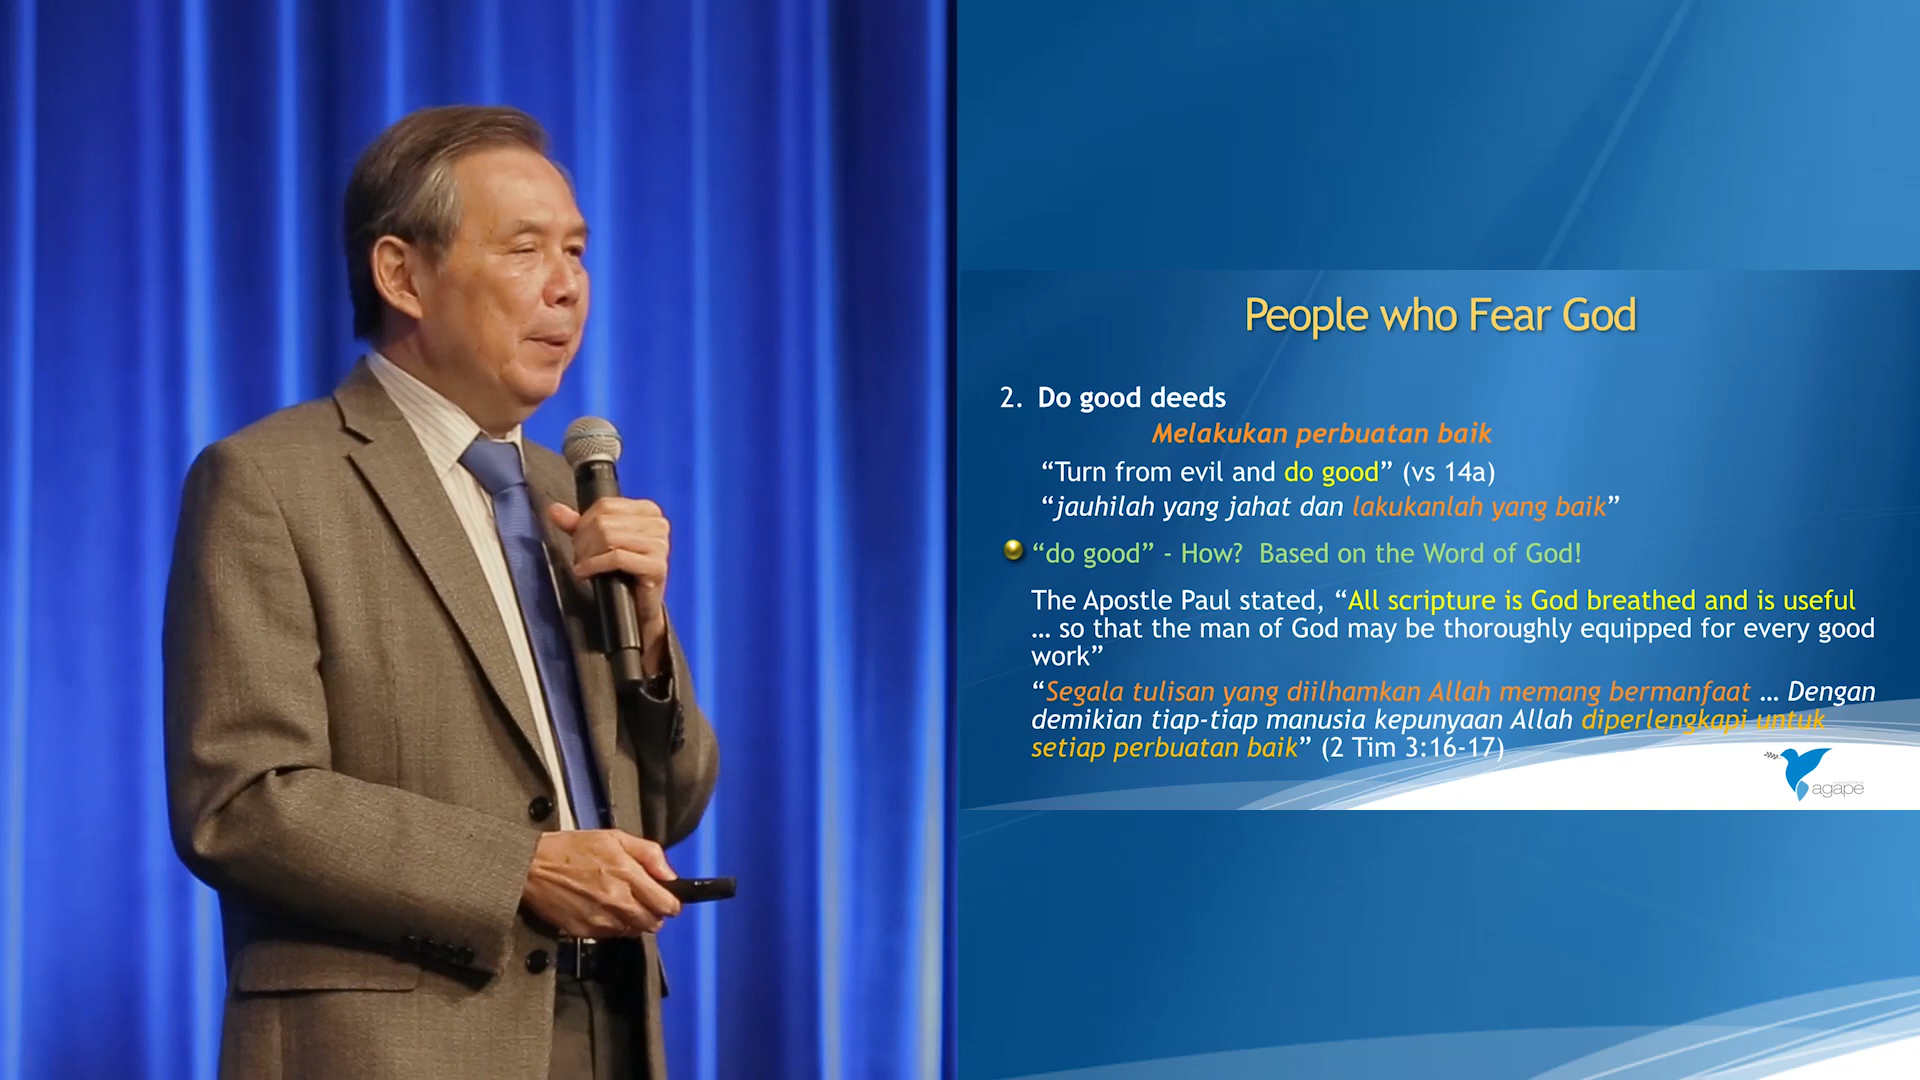 People who Fear God
2. Do good deeds
Melakukan perbuatan baik
“Turn from evil and do good” (vs 14a)
“jauhilah yang jahat dan lakukanlah yang baik”
“do good” - How? Based on the Word of God!
The Apostle Paul stated, “All scripture is God breathed and is useful
… so that the man of God may be thoroughly equipped for every good
work”
“Segala tulisan yang diilhamkan Allah memang bermanfaat … Dengan
demikian tiap-tiap manusia kepunyaan Allah diperlengkapi untuk
setiap perbuatan baik” (2 Tim 3:16-17)
agape